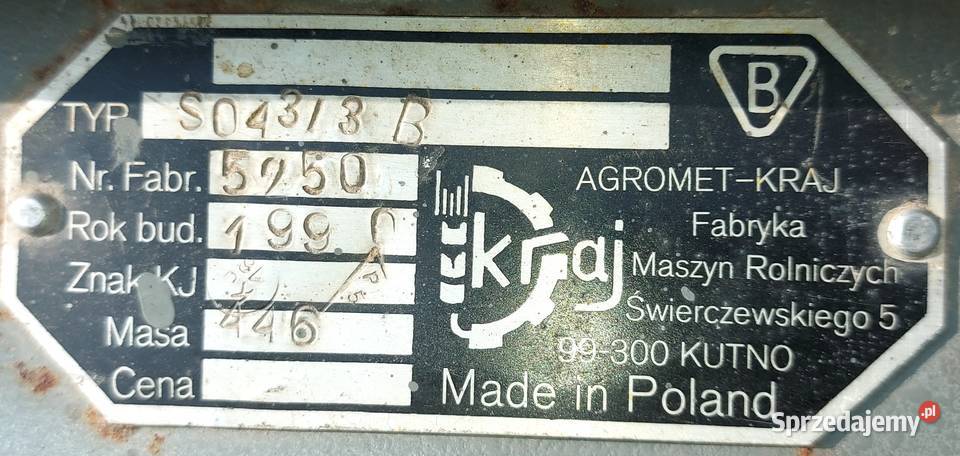 B
TYP S043/3 B
Nr. Fabr. 5950
Rok bud. 1990
Znak KJ
Masa 446
Cena
kraj
AGROMET-KRAJ
Fabryka
Maszyn Rolniczych
Świerczewskiego 5
99-300 KUTNO
Made in Poland
Sprzedajemy.pl